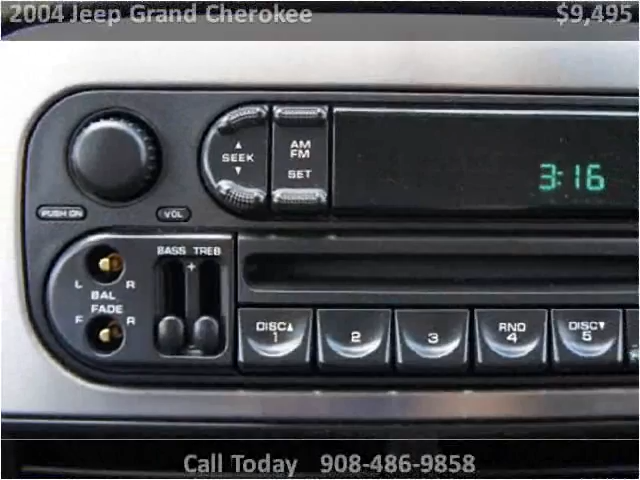 2004 Jeep Grand Cherokee $9,495
SEEK
AM
FM
SET
3:16
PUSH ON VOL
BASS TREB
L R
BAL
FADE
F R
DISC▲
1
2
3
RND
4
DISC▼
5
Call Today 908-486-9858